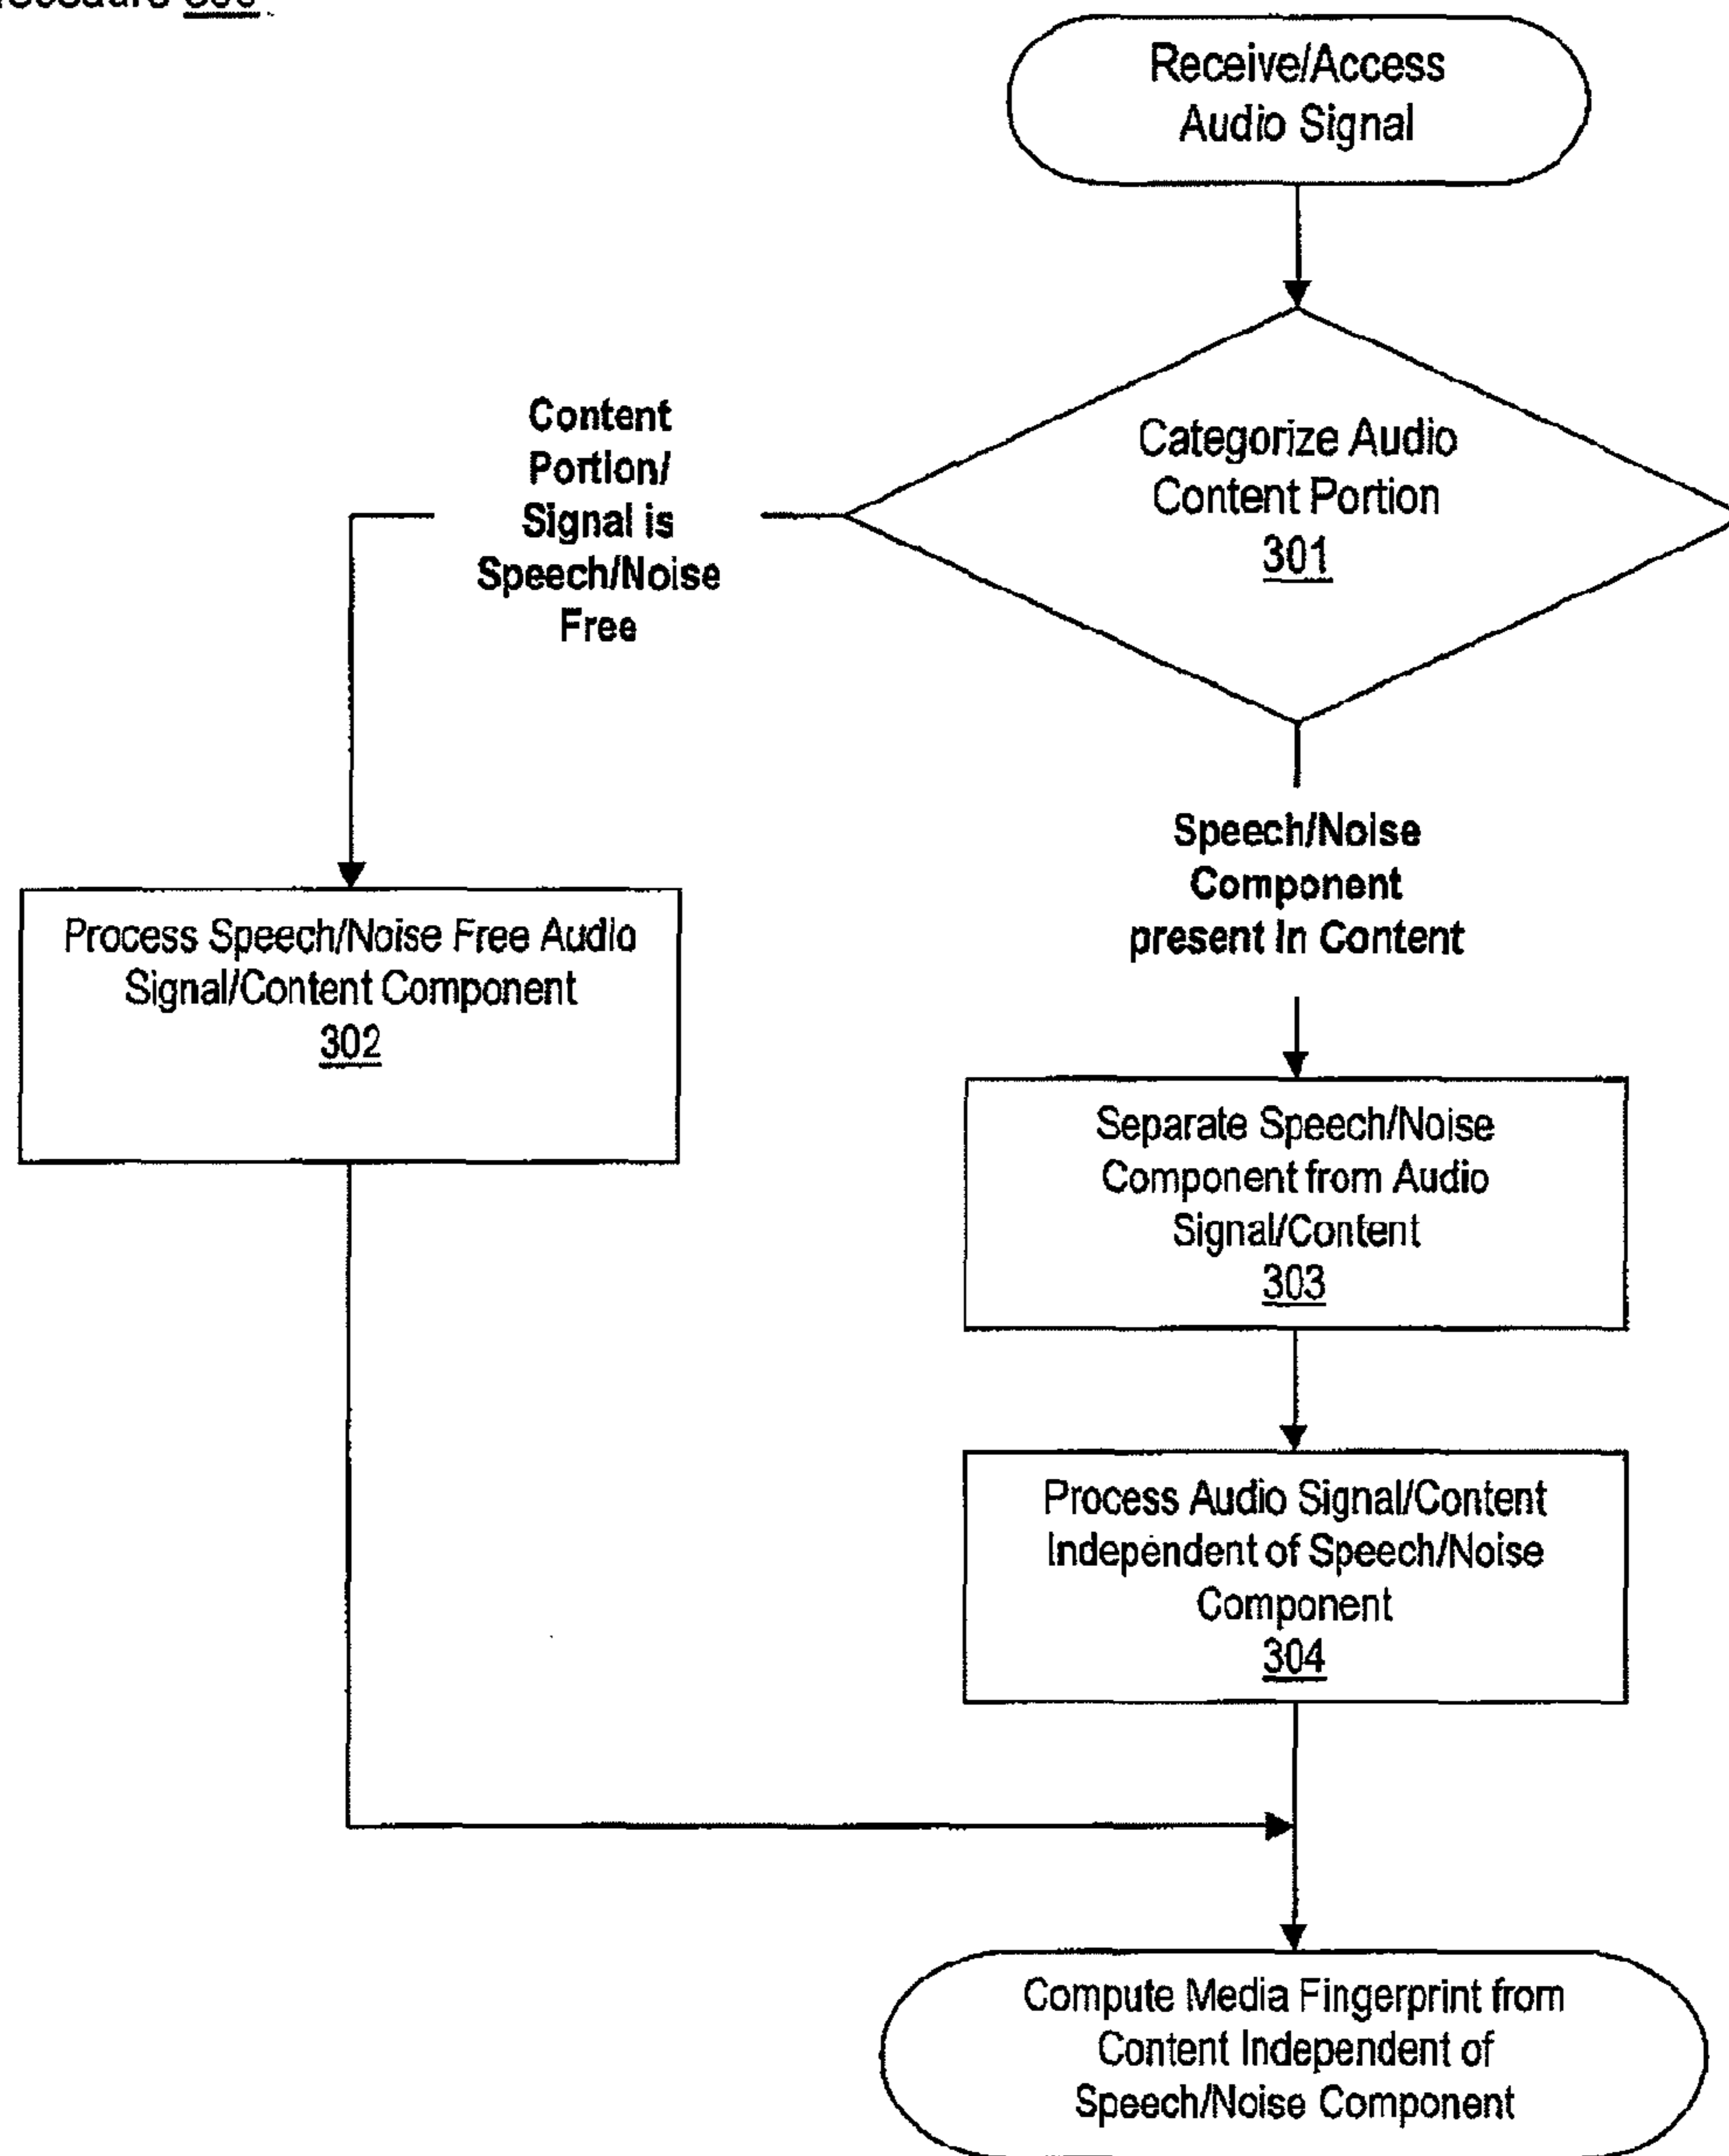 Receive/Access
Audio Signal
Categorize Audio
Content Portion
301
Content
Portion/
Signal is
Speech/Noise
Free
Speech/Noise
Component
present In Content
Process Speech/Noise Free Audio
Signal/Content Component
302
Separate Speech/Noise
Component from Audio
Signal/Content
303
Process Audio Signal/Content
Independent of Speech/Noise
Component
304
Compute Media Fingerprint from
Content Independent of
Speech/Noise Component